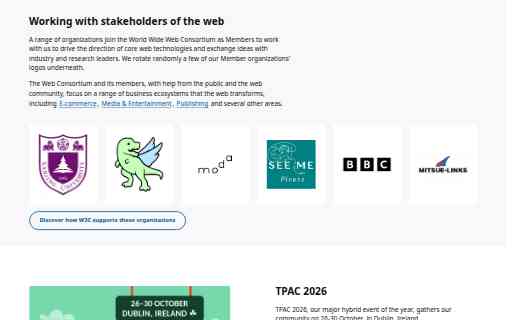 Working with stakeholders of the web
A range of organizations join the World Wide Web Consortium as Members to work
with us to drive the direction of core web technologies and exchange ideas with
industry and research leaders. We rotate randomly a few of our Member organizations'
logos underneath.
The Web Consortium and its members, with help from the public and the web
community, focus on a range of business ecosystems that the web transforms,
including E-commerce, Media & Entertainment, Publishing and several other areas.
moda
SEE ME
Please
BBC
MITSUE-LINKS
Discover how W3C supports these organizations
26-30 OCTOBER
DUBLIN, IRELAND
TPAC 2026
TPAC 2026, our major hybrid event of the year, gathers our
community on 26-30 October, in Dublin, Ireland